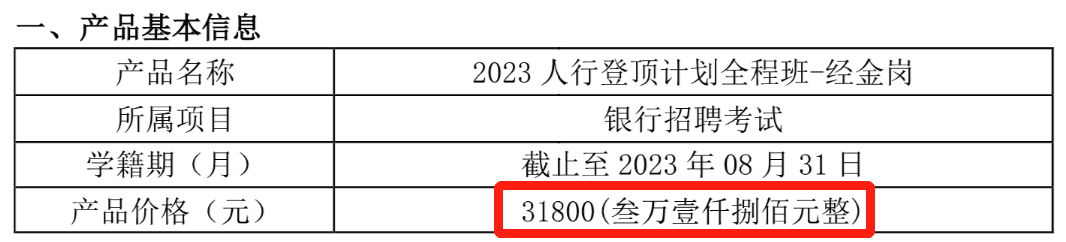 一、产品基本信息
产品名称 2023 人行登顶计划全程班-经金岗
所属项目 银行招聘考试
学籍期（月） 截止至 2023 年 08 月 31 日
产品价格（元） 31800(叁万壹仟捌佰元整)